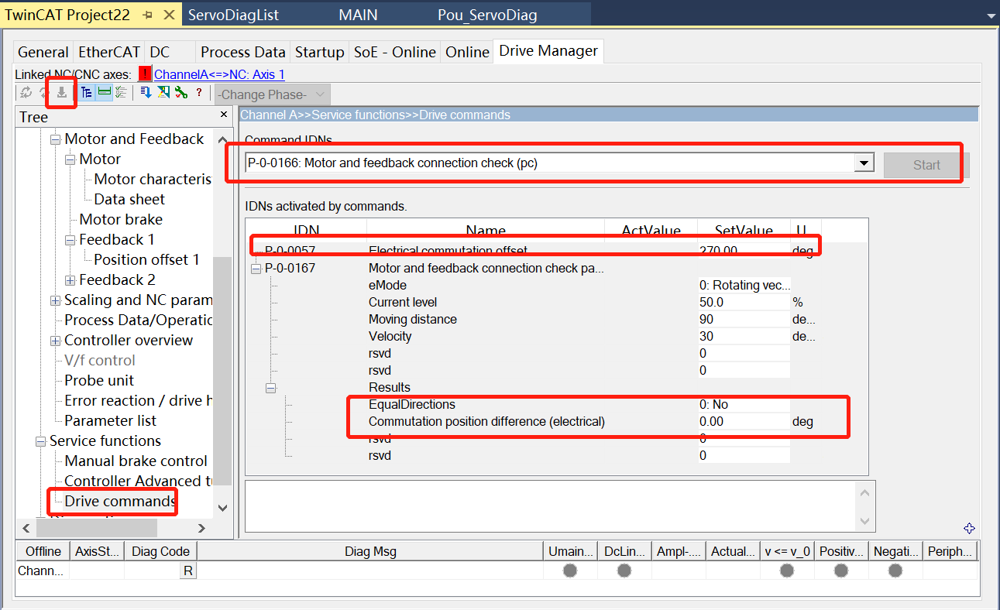 TwinCAT Project22 ServoDiagList MAIN Pou_ServoDiag
General EtherCAT DC Process Data Startup SoE - Online Online Drive Manager
Linked NC/CNC axes: ! ChannelA<=>NC: Axis 1
? -Change Phase-
Tree
Motor and Feedback
Motor
Motor characteris
Data sheet
Motor brake
Feedback 1
Position offset 1
Feedback 2
Scaling and NC param
Process Data/Operatio
Controller overview
V/f control
Probe unit
Error reaction / drive h
Parameter list
Service functions
Manual brake control
Controller Advanced tu
Drive commands
Channel A>>Service functions>>Drive commands
Command IDNs
P-0-0166: Motor and feedback connection check (pc) Start
IDNs activated by commands.
IDN Name ActValue SetValue U
P-0-0057 Electrical commutation offset 270.00 deg
P-0-0167 Motor and feedback connection check pa...
eMode 0: Rotating vec...
Current level 50.0 %
Moving distance 90 de...
Velocity 30 de...
rsvd 0
rsvd 0
Results
EqualDirections 0: No
Commutation position difference (electrical) 0.00 deg
rsvd 0
rsvd 0
Offline AxisSt... Diag Code Diag Msg Umain... DcLin... Ampl-.... Actual... v <= v_0 Positiv... Negati... Periph...
Chann... R